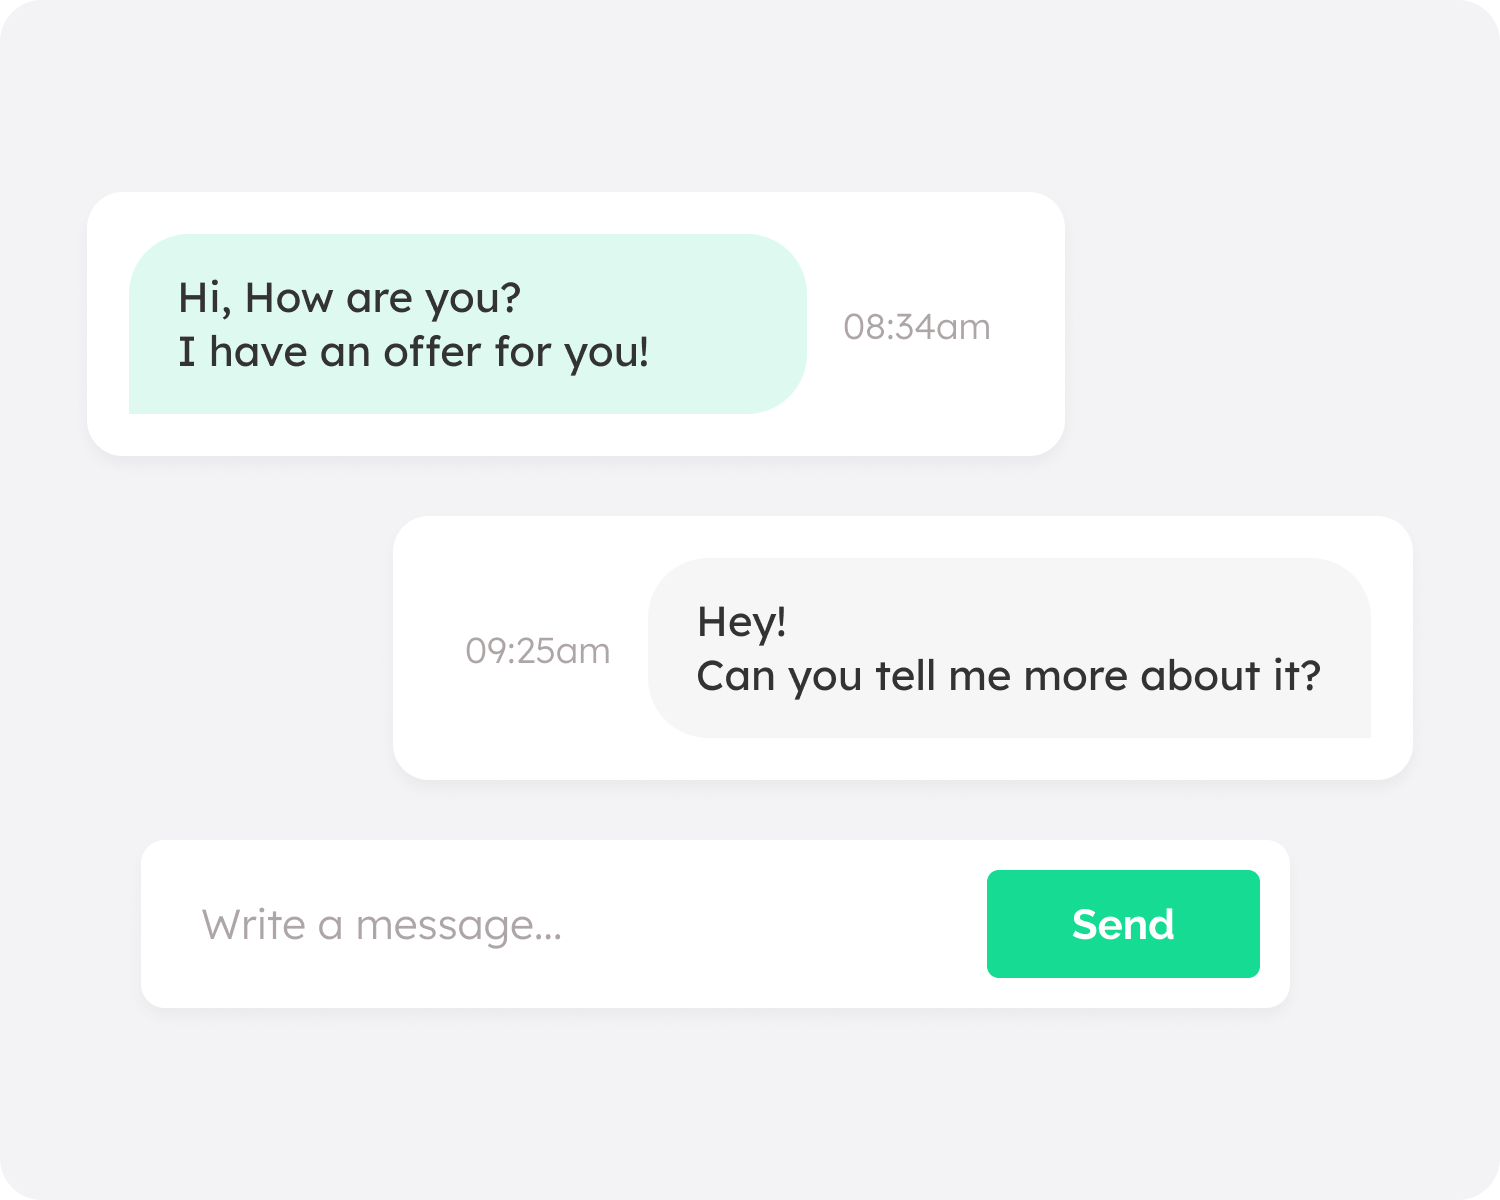 Hi, How are you?
I have an offer for you!
08:34am
09:25am
Hey!
Can you tell me more about it?
Write a message...
Send